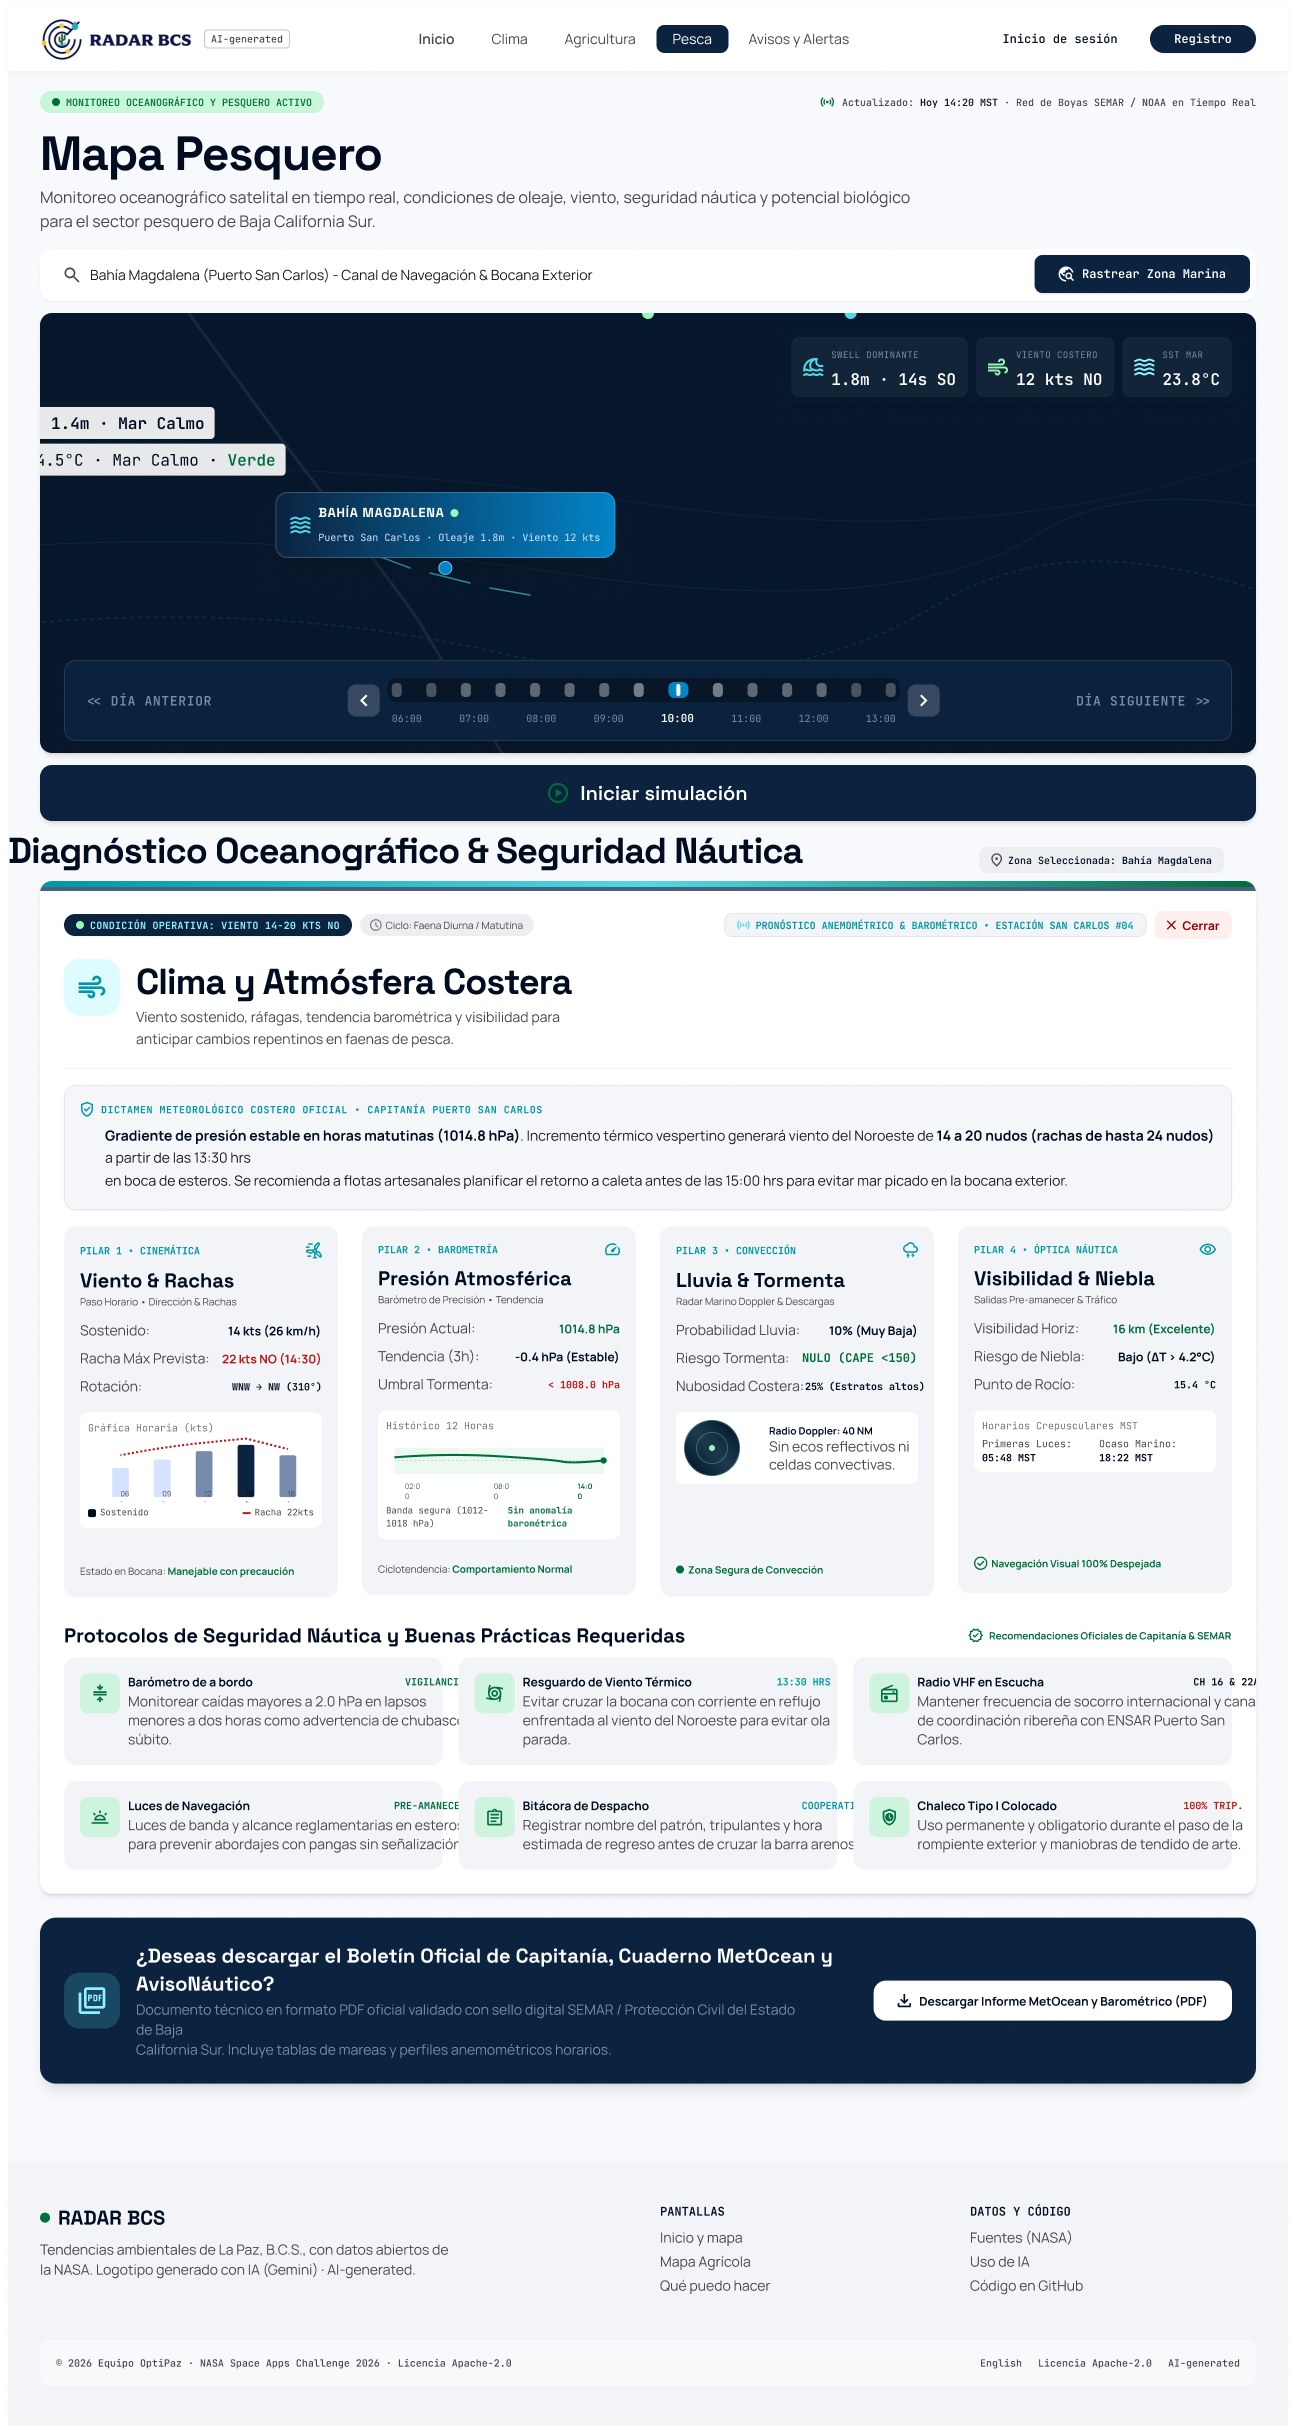 RADAR BCS
AI-generated
Inicio
Clima
Agricultura
Pesca
Avisos y Alertas
Inicio de sesión
Registro
MONITOREO OCEANOGRÁFICO Y PESQUERO ACTIVO
Actualizado: Hoy 14:20 MST · Red de Boyas SEMAR / NOAA en Tiempo Real
Mapa Pesquero
Monitoreo oceanográfico satelital en tiempo real, condiciones de oleaje, viento, seguridad náutica y potencial biológico
para el sector pesquero de Baja California Sur.
Bahía Magdalena (Puerto San Carlos) - Canal de Navegación & Bocana Exterior
Rastrear Zona Marina
SWELL DOMINANTE
1.8m · 14s SO
VIENTO COSTERO
12 kts NO
SST MAR
23.8°C
1.4m · Mar Calmo
4.5°C · Mar Calmo · Verde
BAHÍA MAGDALENA
Puerto San Carlos · Oleaje 1.8m · Viento 12 kts
<< DÍA ANTERIOR
06:00 07:00 08:00 09:00 10:00 11:00 12:00 13:00
DÍA SIGUIENTE >>
Iniciar simulación
Diagnóstico Oceanográfico & Seguridad Náutica
Zona Seleccionada: Bahía Magdalena
CONDICIÓN OPERATIVA: VIENTO 14-20 KTS NO
Ciclo: Faena Diurna / Matutina
PRONÓSTICO ANEMOMÉTRICO & BAROMÉTRICO • ESTACIÓN SAN CARLOS #04
Cerrar
Clima y Atmósfera Costera
Viento sostenido, ráfagas, tendencia barométrica y visibilidad para
anticipar cambios repentinos en faenas de pesca.
DICTAMEN METEOROLÓGICO COSTERO OFICIAL • CAPITANÍA PUERTO SAN CARLOS
Gradiente de presión estable en horas matutinas (1014.8 hPa). Incremento térmico vespertino generará viento del Noroeste de 14 a 20 nudos (rachas de hasta 24 nudos)
a partir de las 13:30 hrs
en boca de esteros. Se recomienda a flotas artesanales planificar el retorno a caleta antes de las 15:00 hrs para evitar mar picado en la bocana exterior.
PILAR 1 • CINEMÁTICA
Viento & Rachas
Paso Horario • Dirección & Rachas
Sostenido: 14 kts (26 km/h)
Racha Máx Prevista: 22 kts NO (14:30)
Rotación: WNW → NW (310°)
Gráfica Horaria (kts)
06 09 12 15 18
Sostenido
Racha 22kts
Estado en Bocana: Manejable con precaución
PILAR 2 • BAROMETRÍA
Presión Atmosférica
Barómetro de Precisión • Tendencia
Presión Actual: 1014.8 hPa
Tendencia (3h): -0.4 hPa (Estable)
Umbral Tormenta: < 1008.0 hPa
Histórico 12 Horas
02:0 08:0 14:0
0 0 0
Banda segura (1012-
1018 hPa)
Sin anomalía
barométrica
Ciclotendencia: Comportamiento Normal
PILAR 3 • CONVECCIÓN
Lluvia & Tormenta
Radar Marino Doppler & Descargas
Probabilidad Lluvia: 10% (Muy Baja)
Riesgo Tormenta: NULO (CAPE <150)
Nubosidad Costera: 25% (Estratos altos)
Radio Doppler: 40 NM
Sin ecos reflectivos ni
celdas convectivas.
Zona Segura de Convección
PILAR 4 • ÓPTICA NÁUTICA
Visibilidad & Niebla
Salidas Pre-amanecer & Tráfico
Visibilidad Horiz: 16 km (Excelente)
Riesgo de Niebla: Bajo (ΔT > 4.2°C)
Punto de Rocío: 15.4 °C
Horarios Crepusculares MST
Primeras Luces: Ocaso Marino:
05:48 MST 18:22 MST
Navegación Visual 100% Despejada
Protocolos de Seguridad Náutica y Buenas Prácticas Requeridas
Recomendaciones Oficiales de Capitanía & SEMAR
Barómetro de a bordo VIGILANCI
Monitorear caídas mayores a 2.0 hPa en lapsos
menores a dos horas como advertencia de chubasco
súbito.
Resguardo de Viento Térmico 13:30 HRS
Evitar cruzar la bocana con corriente en reflujo
enfrentada al viento del Noroeste para evitar ola
parada.
Radio VHF en Escucha CH 16 & 22A
Mantener frecuencia de socorro internacional y cana
de coordinación ribereña con ENSAR Puerto San
Carlos.
Luces de Navegación PRE-AMANECE
Luces de banda y alcance reglamentarias en esteros
para prevenir abordajes con pangas sin señalización
Bitácora de Despacho COOPERATI
Registrar nombre del patrón, tripulantes y hora
estimada de regreso antes de cruzar la barra arenos
Chaleco Tipo I Colocado 100% TRIP.
Uso permanente y obligatorio durante el paso de la
rompiente exterior y maniobras de tendido de arte.
PDF
¿Deseas descargar el Boletín Oficial de Capitanía, Cuaderno MetOcean y
AvisoNáutico?
Documento técnico en formato PDF oficial validado con sello digital SEMAR / Protección Civil del Estado
de Baja
California Sur. Incluye tablas de mareas y perfiles anemométricos horarios.
Descargar Informe MetOcean y Barométrico (PDF)
RADAR BCS
Tendencias ambientales de La Paz, B.C.S., con datos abiertos de
la NASA. Logotipo generado con IA (Gemini) · AI-generated.
PANTALLAS
Inicio y mapa
Mapa Agrícola
Qué puedo hacer
DATOS Y CÓDIGO
Fuentes (NASA)
Uso de IA
Código en GitHub
© 2026 Equipo OptiPaz · NASA Space Apps Challenge 2026 · Licencia Apache-2.0
English
Licencia Apache-2.0
AI-generated